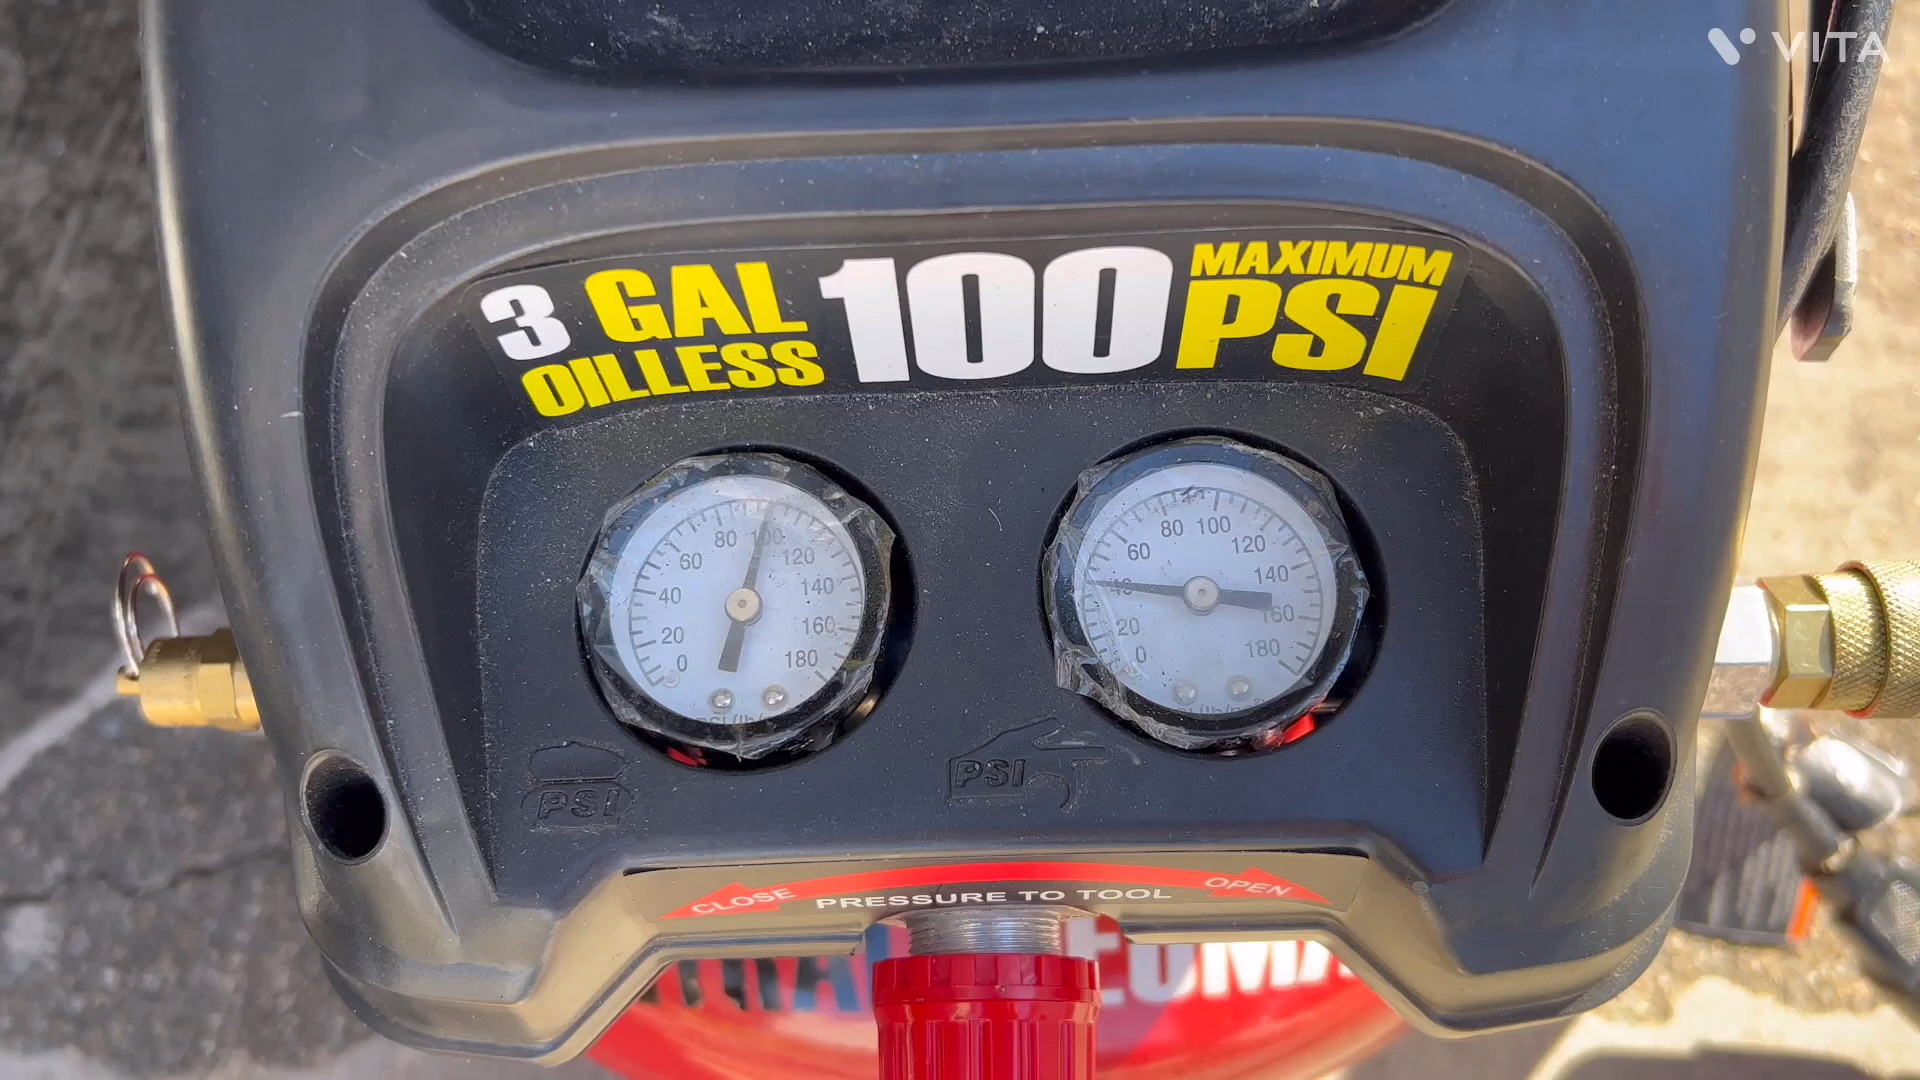 VITA
3 GAL
OILLESS
100
MAXIMUM
PSI
0 20 40 60 80 100 120 140 160 180
0 20 40 60 80 100 120 140 160 180
PSI
PSI
CLOSE PRESSURE TO TOOL OPEN